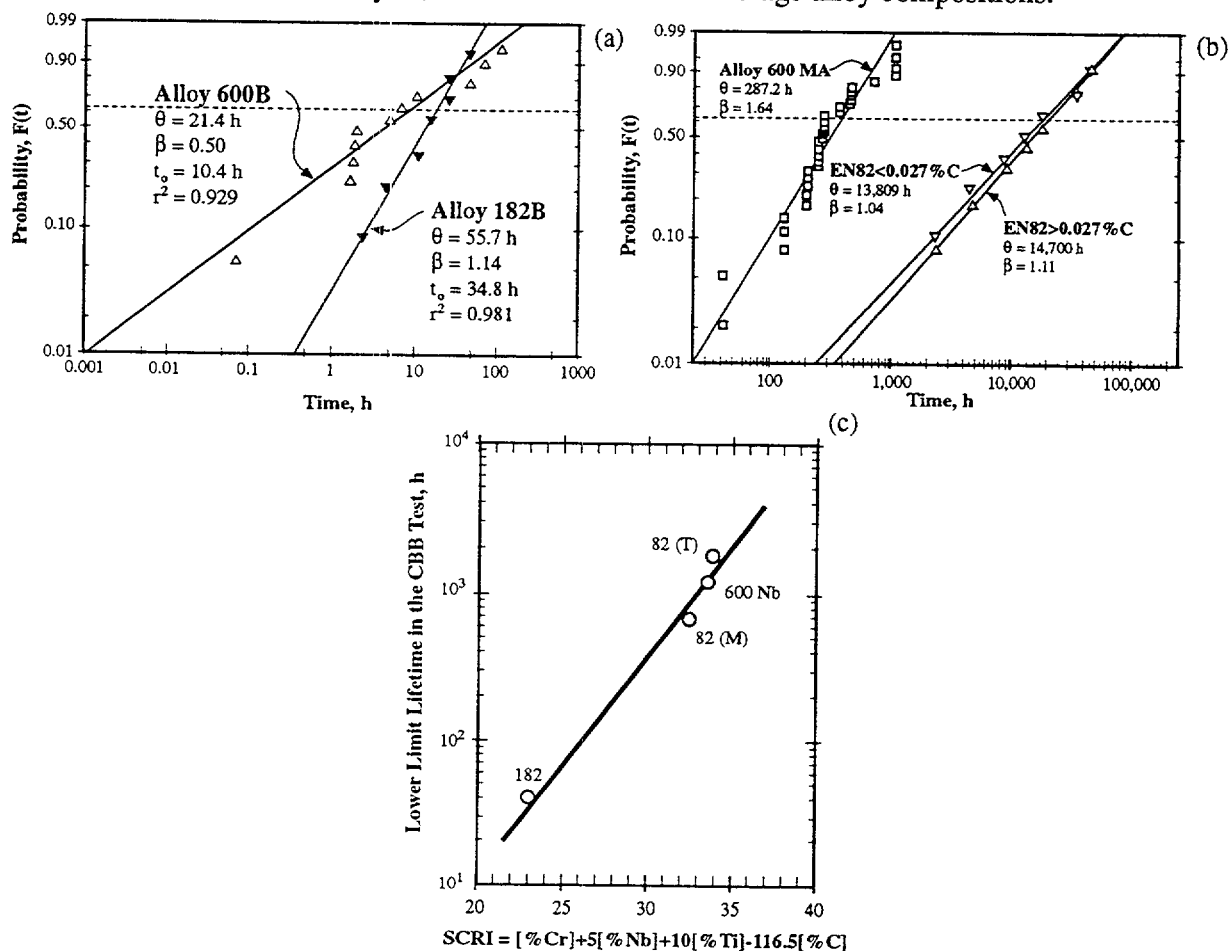 age alloy compositions.
(a)
0.99
0.90
0.50
0.10
0.01
Probability, F(t)
Alloy 600B
θ = 21.4 h
β = 0.50
t₀ = 10.4 h
r² = 0.929
Alloy 182B
θ = 55.7 h
β = 1.14
t₀ = 34.8 h
r² = 0.981
0.001
0.1
1
10
100
1000
Time, h
(b)
0.99
0.90
0.50
0.10
0.01
Probability, F(t)
Alloy 600 MA
θ = 287.2 h
β = 1.64
EN82<0.027%C
θ = 13,809 h
β = 1.04
EN82>0.027%C
θ = 14,700 h
β = 1.11
100
1,000
10,000
100,000
Time, h
(c)
10⁴
10³
10²
10¹
Lower Limit Lifetime in the CBB Test, h
82 (T)
600 Nb
82 (M)
182
20
25
30
35
40
SCRI = [%Cr]+5[%Nb]+10[%Ti]-116.5[%C]